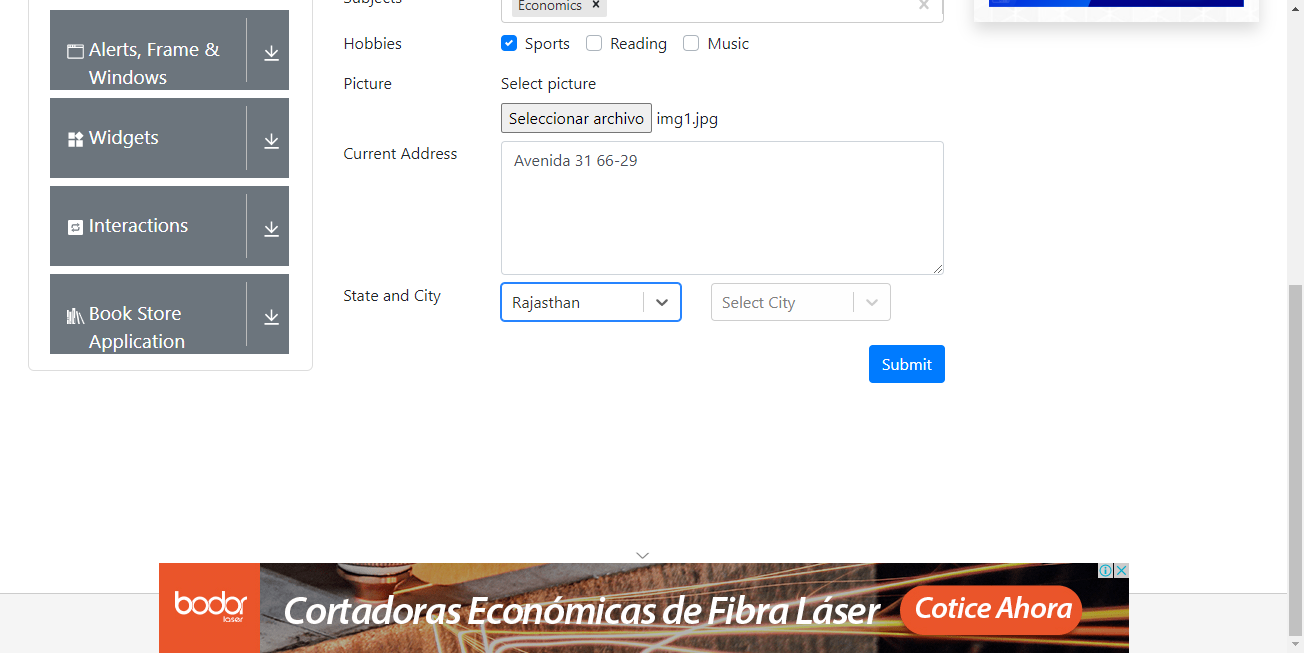 Subjects
Economics ×
Hobbies
Sports
Reading
Music
Picture
Select picture
Seleccionar archivo img1.jpg
Current Address
Avenida 31 66-29
State and City
Rajasthan
Select City
Submit
Alerts, Frame &
Windows
Widgets
Interactions
Book Store
Application
bodor
laser
Cortadoras Económicas de Fibra Láser
Cotice Ahora